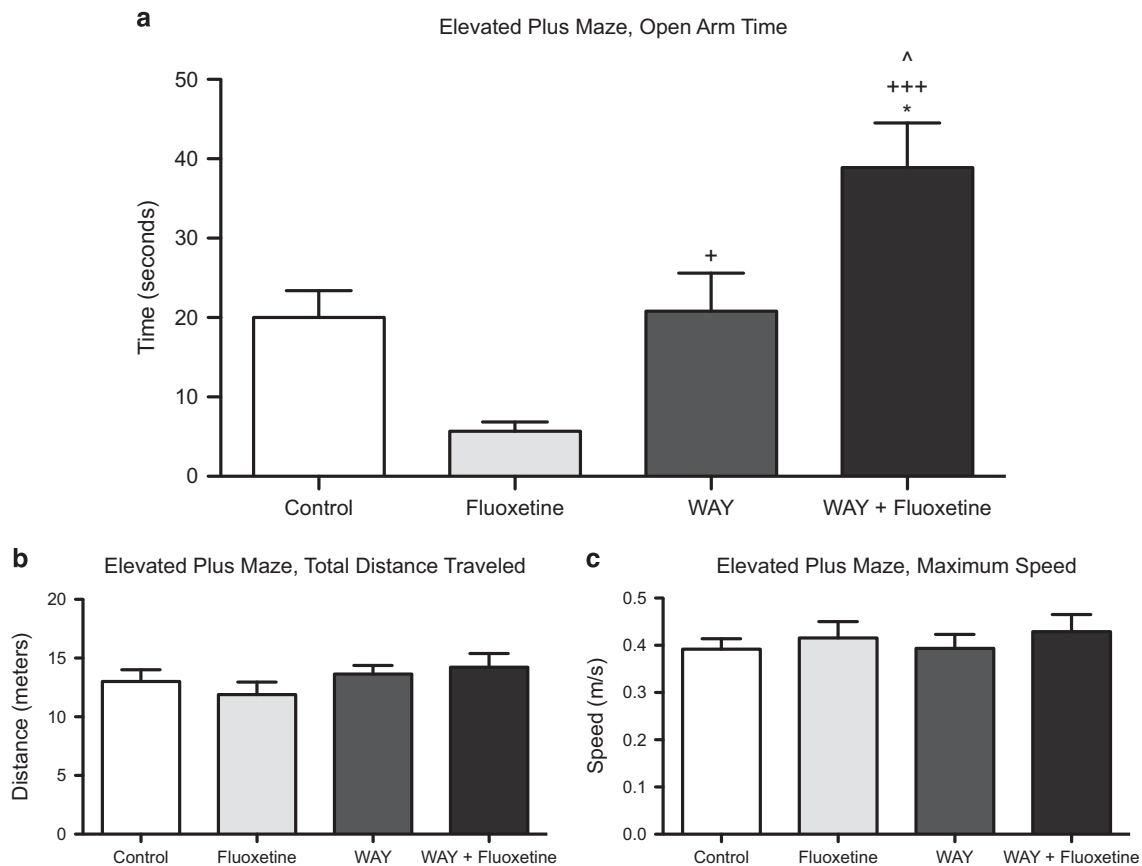 a
Elevated Plus Maze, Open Arm Time
^
+++
*
+
Time (seconds)
50
40
30
20
10
0
Control Fluoxetine WAY WAY + Fluoxetine
b
Elevated Plus Maze, Total Distance Traveled
Distance (meters)
20
15
10
5
0
Control Fluoxetine WAY WAY + Fluoxetine
c
Elevated Plus Maze, Maximum Speed
Speed (m/s)
0.5
0.4
0.3
0.2
0.1
0.0
Control Fluoxetine WAY WAY + Fluoxetine